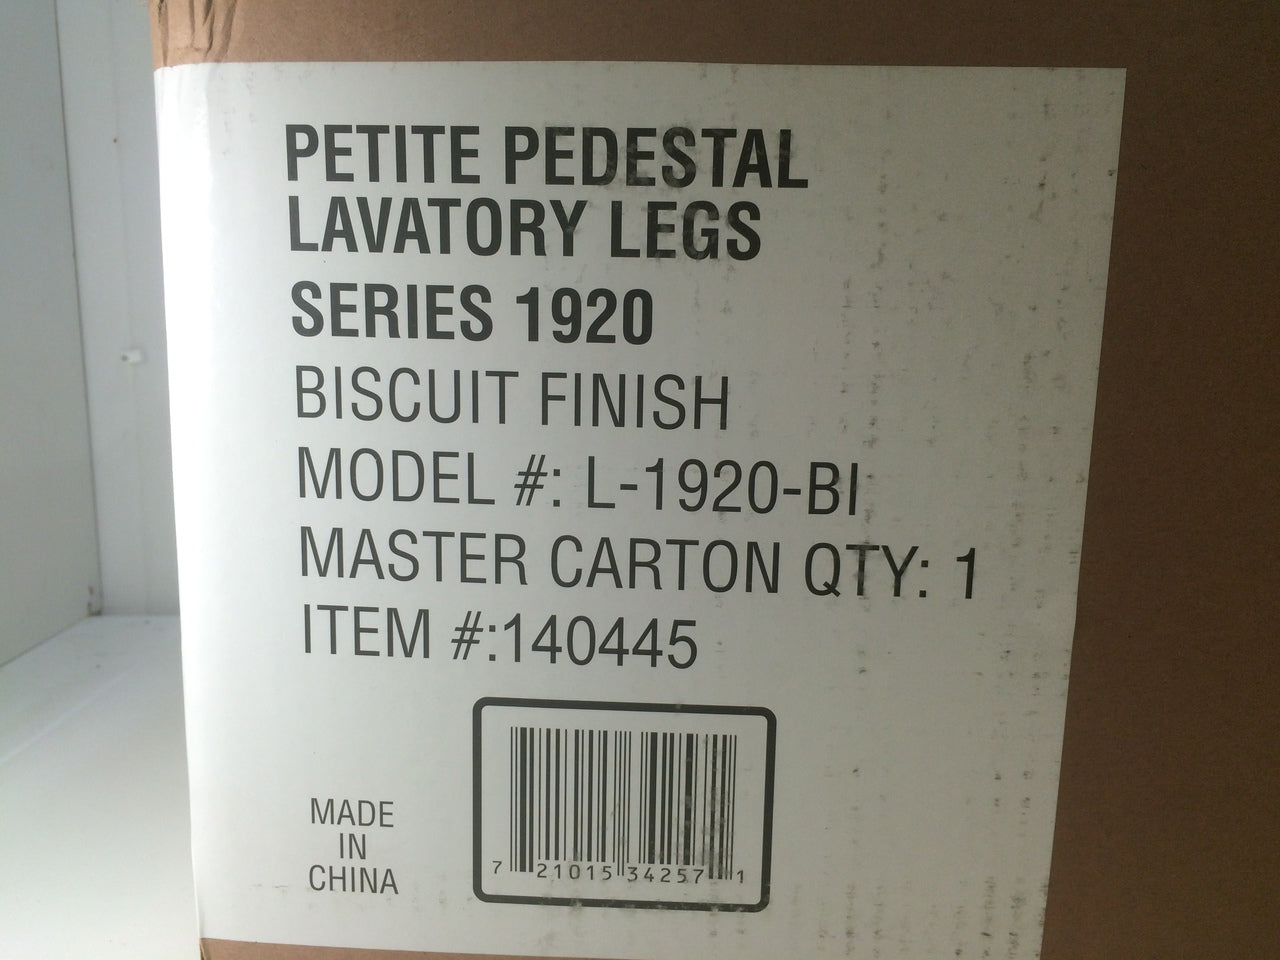 PETITE PEDESTAL
LAVATORY LEGS
SERIES 1920
BISCUIT FINISH
MODEL #: L-1920-BI
MASTER CARTON QTY: 1
ITEM #:140445
MADE
IN
CHINA
7 21015 34257 1